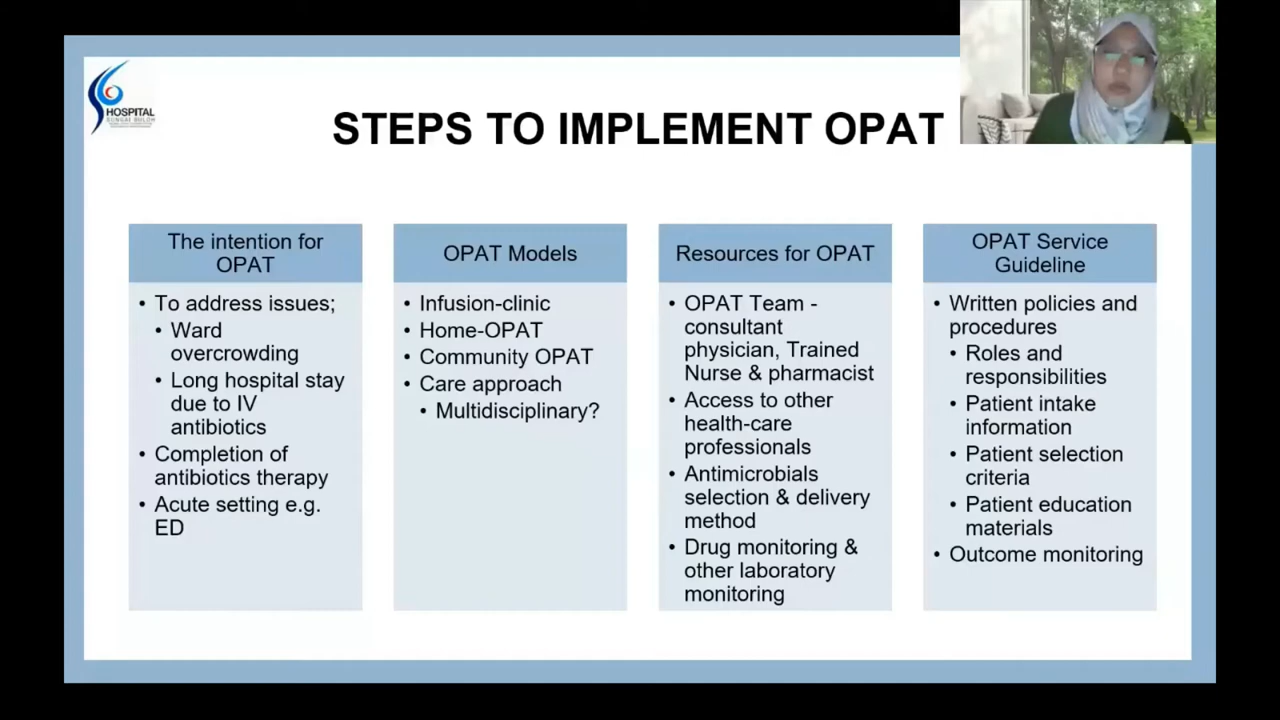 HOSPITAL
SUNGAI BULOH
STEPS TO IMPLEMENT OPAT
The intention for
OPAT
• To address issues;
• Ward
overcrowding
• Long hospital stay
due to IV
antibiotics
• Completion of
antibiotics therapy
• Acute setting e.g.
ED
OPAT Models
• Infusion-clinic
• Home-OPAT
• Community OPAT
• Care approach
• Multidisciplinary?
Resources for OPAT
• OPAT Team -
consultant
physician, Trained
Nurse & pharmacist
• Access to other
health-care
professionals
• Antimicrobials
selection & delivery
method
• Drug monitoring &
other laboratory
monitoring
OPAT Service
Guideline
• Written policies and
procedures
• Roles and
responsibilities
• Patient intake
information
• Patient selection
criteria
• Patient education
materials
• Outcome monitoring